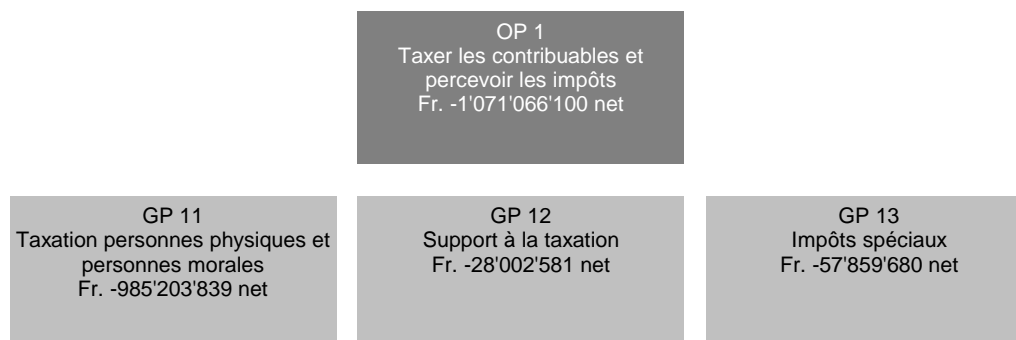 OP 1
Taxer les contribuables et
percevoir les impôts
Fr. -1'071'066'100 net
GP 11
Taxation personnes physiques et
personnes morales
Fr. -985'203'839 net
GP 12
Support à la taxation
Fr. -28'002'581 net
GP 13
Impôts spéciaux
Fr. -57'859'680 net